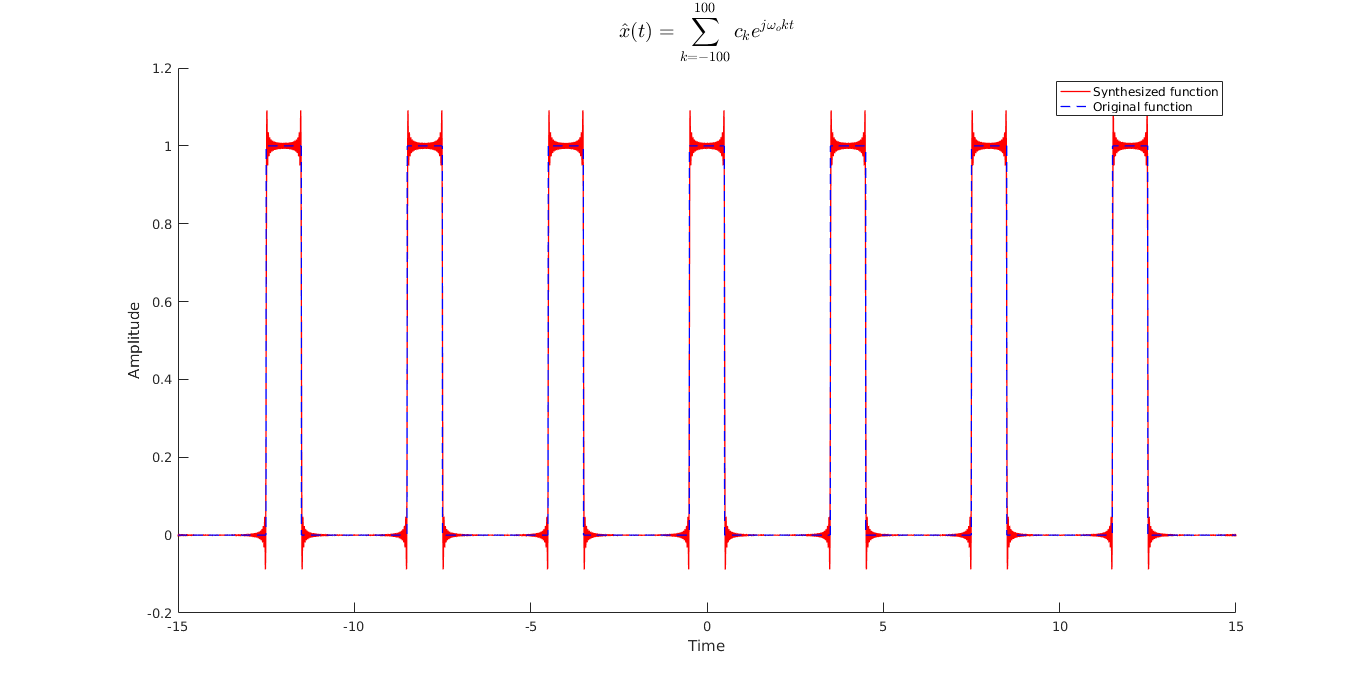 x̂(t) = ∑_{k=−100}^{100} c_k e^{jω_o kt}
Synthesized function
Original function
1.2
1
0.8
0.6
0.4
0.2
0
-0.2
Amplitude
-15 -10 -5 0 5 10 15
Time